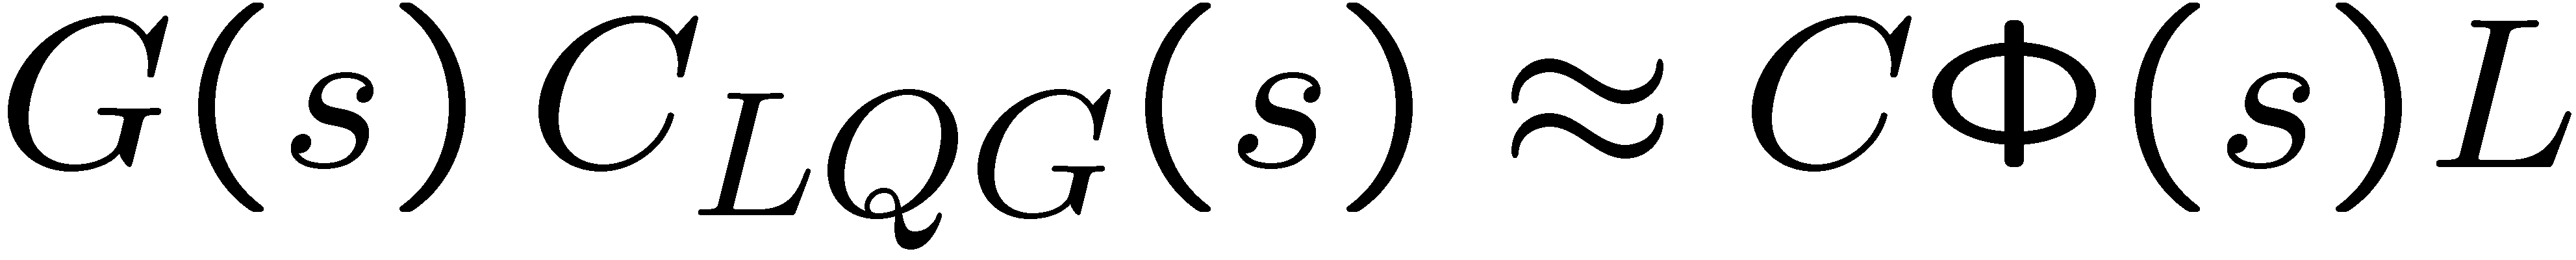 G(s) C_{LQG}(s) ≈ CΦ(s)L